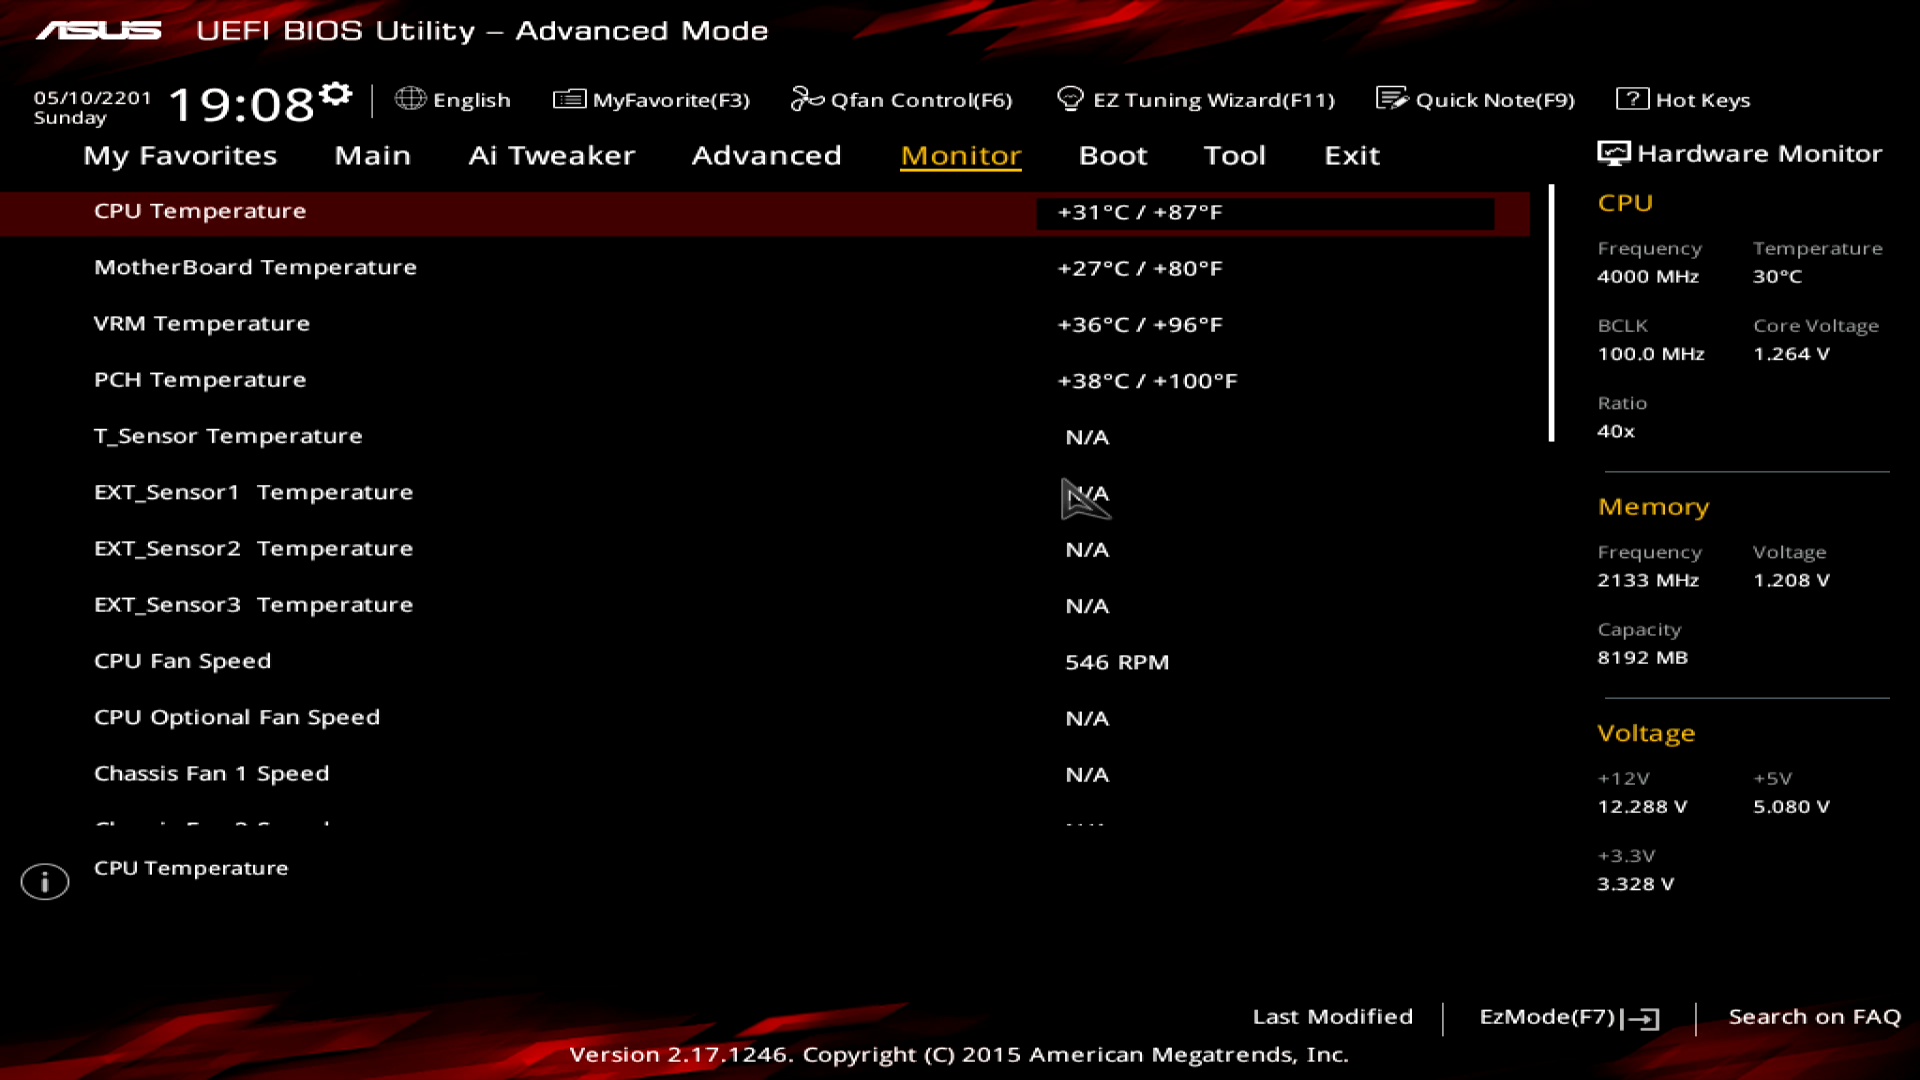 ASUS UEFI BIOS Utility – Advanced Mode
05/10/2201
Sunday
19:08
English
MyFavorite(F3)
Qfan Control(F6)
EZ Tuning Wizard(F11)
Quick Note(F9)
? Hot Keys
My Favorites
Main
Ai Tweaker
Advanced
Monitor
Boot
Tool
Exit
CPU Temperature +31°C / +87°F
MotherBoard Temperature +27°C / +80°F
VRM Temperature +36°C / +96°F
PCH Temperature +38°C / +100°F
T_Sensor Temperature N/A
EXT_Sensor1 Temperature N/A
EXT_Sensor2 Temperature N/A
EXT_Sensor3 Temperature N/A
CPU Fan Speed 546 RPM
CPU Optional Fan Speed N/A
Chassis Fan 1 Speed N/A
CPU Temperature
Hardware Monitor
CPU
Frequency Temperature
4000 MHz 30°C
BCLK Core Voltage
100.0 MHz 1.264 V
Ratio
40x
Memory
Frequency Voltage
2133 MHz 1.208 V
Capacity
8192 MB
Voltage
+12V +5V
12.288 V 5.080 V
+3.3V
3.328 V
Last Modified
EzMode(F7)
Search on FAQ
Version 2.17.1246. Copyright (C) 2015 American Megatrends, Inc.